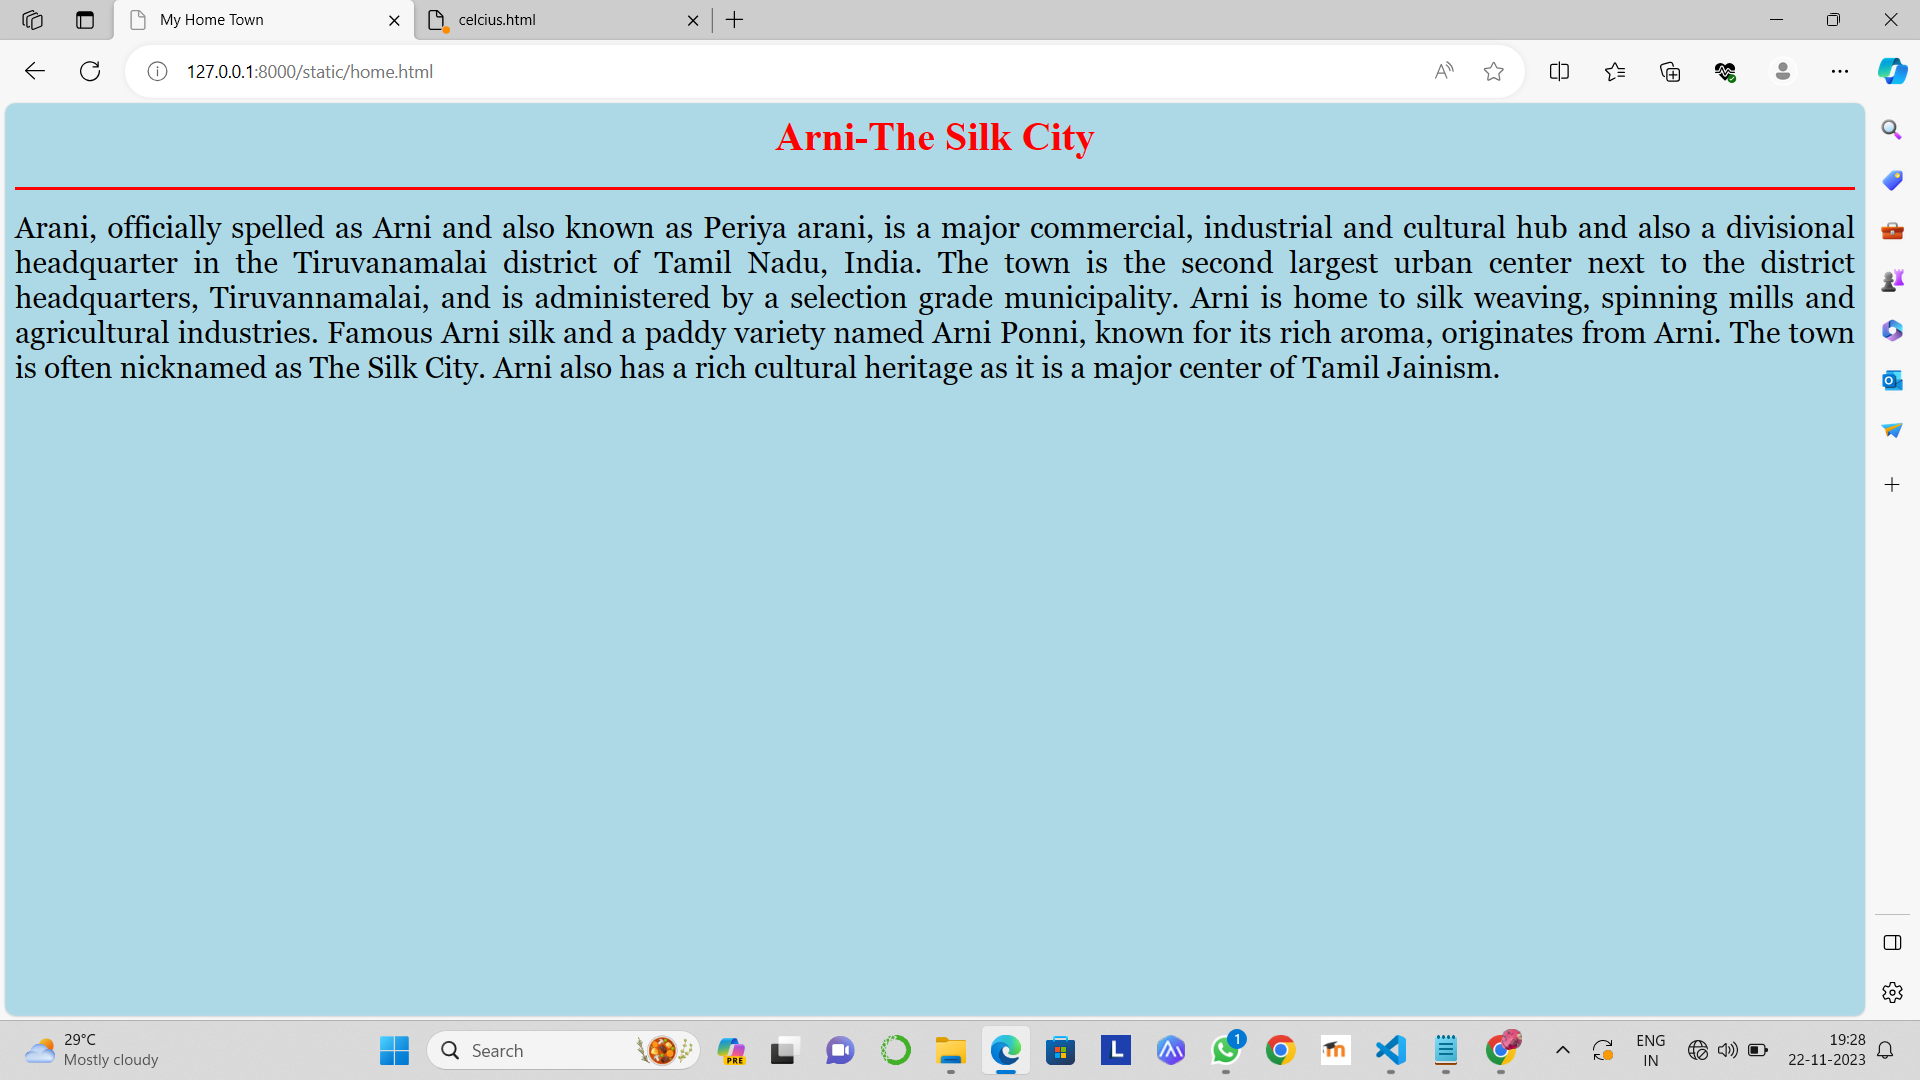 My Home Town
celcius.html
127.0.0.1:8000/static/home.html
Arni-The Silk City
Arani, officially spelled as Arni and also known as Periya arani, is a major commercial, industrial and cultural hub and also a divisional
headquarter in the Tiruvanamalai district of Tamil Nadu, India. The town is the second largest urban center next to the district
headquarters, Tiruvannamalai, and is administered by a selection grade municipality. Arni is home to silk weaving, spinning mills and
agricultural industries. Famous Arni silk and a paddy variety named Arni Ponni, known for its rich aroma, originates from Arni. The town
is often nicknamed as The Silk City. Arni also has a rich cultural heritage as it is a major center of Tamil Jainism.
29°C
Mostly cloudy
Search
PRE
L
1
ENG
IN
19:28
22-11-2023